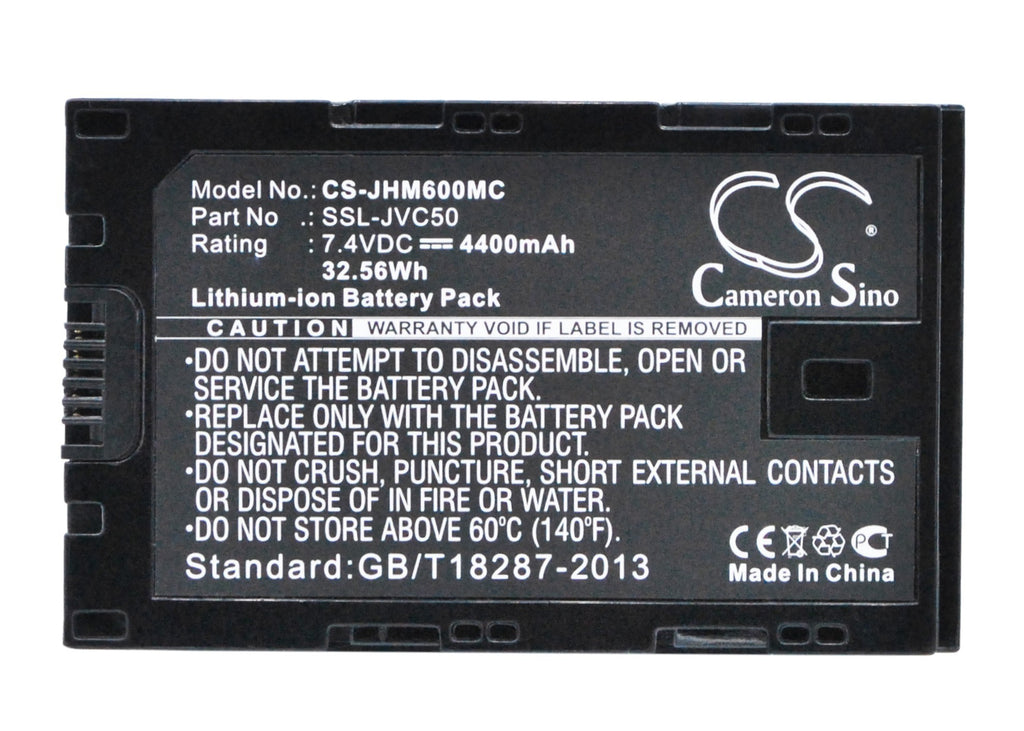 Model No.: CS-JHM600MC
Part No .: SSL-JVC50
Rating : 7.4VDC ⎓ 4400mAh
32.56Wh
Lithium-ion Battery Pack
CS®
Cameron Sino
CAUTION WARRANTY VOID IF LABEL IS REMOVED
•DO NOT ATTEMPT TO DISASSEMBLE, OPEN OR
SERVICE THE BATTERY PACK.
•REPLACE ONLY WITH THE BATTERY PACK
DESIGNATED FOR THIS PRODUCT.
•DO NOT CRUSH, PUNCTURE, SHORT EXTERNAL CONTACTS
OR DISPOSE OF IN FIRE OR WATER.
•DO NOT STORE ABOVE 60℃ (140℉).
Standard:GB/T18287-2013
CE PCT
Made In China